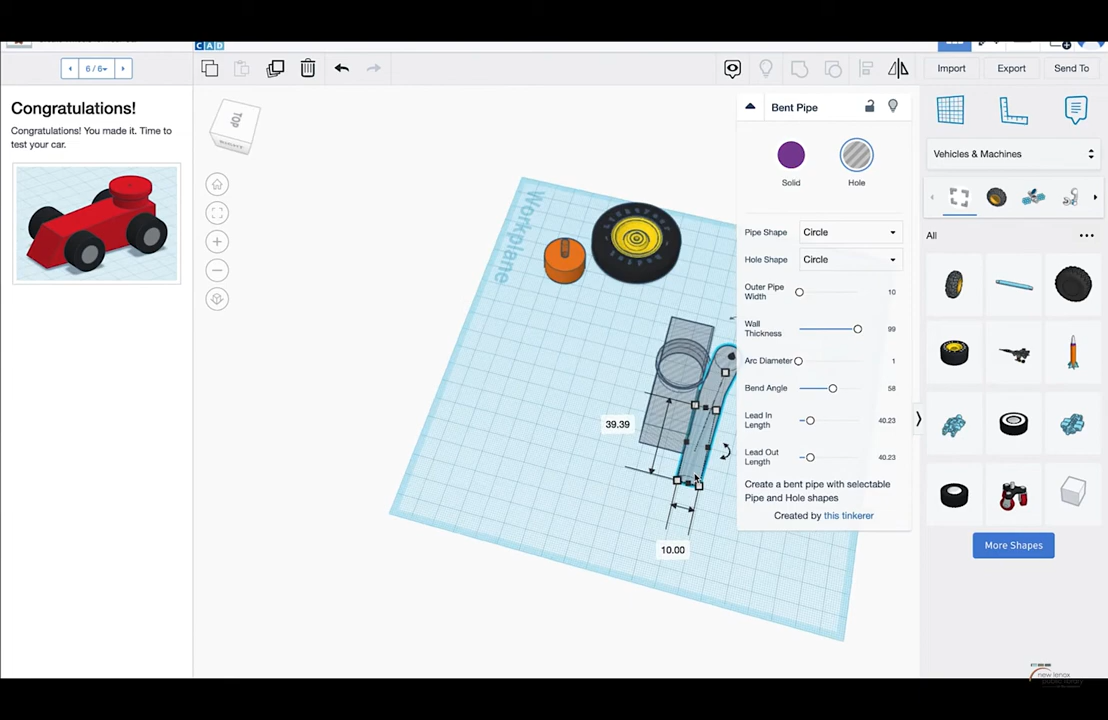 CAD
6 / 6
Import
Export
Send To
Congratulations!
Congratulations! You made it. Time to
test your car.
TOP
Workplane
Bent Pipe
Solid
Hole
Pipe Shape
Circle
Hole Shape
Circle
Outer Pipe
Width
10
Wall
Thickness
99
Arc Diameter
1
Bend Angle
58
Lead In
Length
40.23
Lead Out
Length
40.23
Create a bent pipe with selectable
Pipe and Hole shapes
Created by this tinkerer
39.39
10.00
Vehicles & Machines
All
More Shapes
new lenox